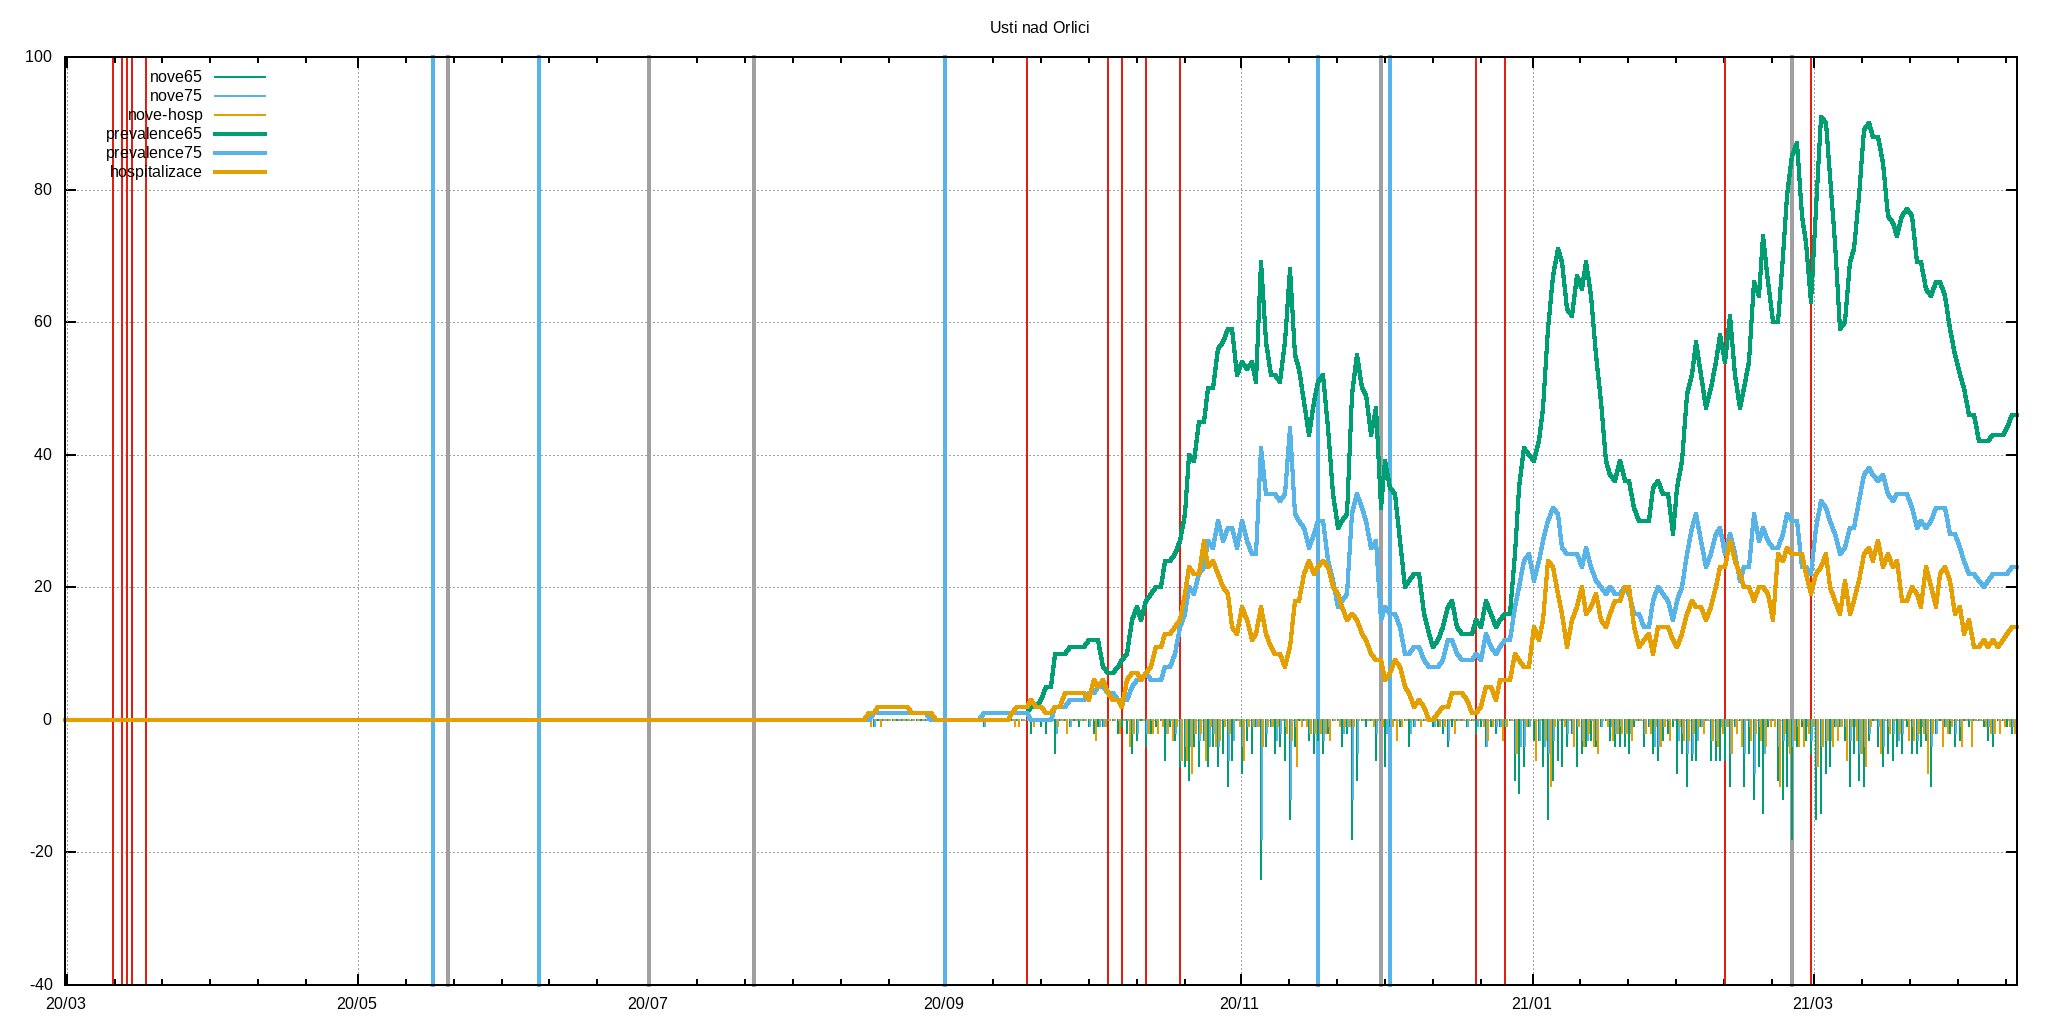 Usti nad Orlici
100
80
60
40
20
0
-20
-40
nove65
nove75
nove-hosp
prevalence65
prevalence75
hospitalizace
20/03 20/05 20/07 20/09 20/11 21/01 21/03